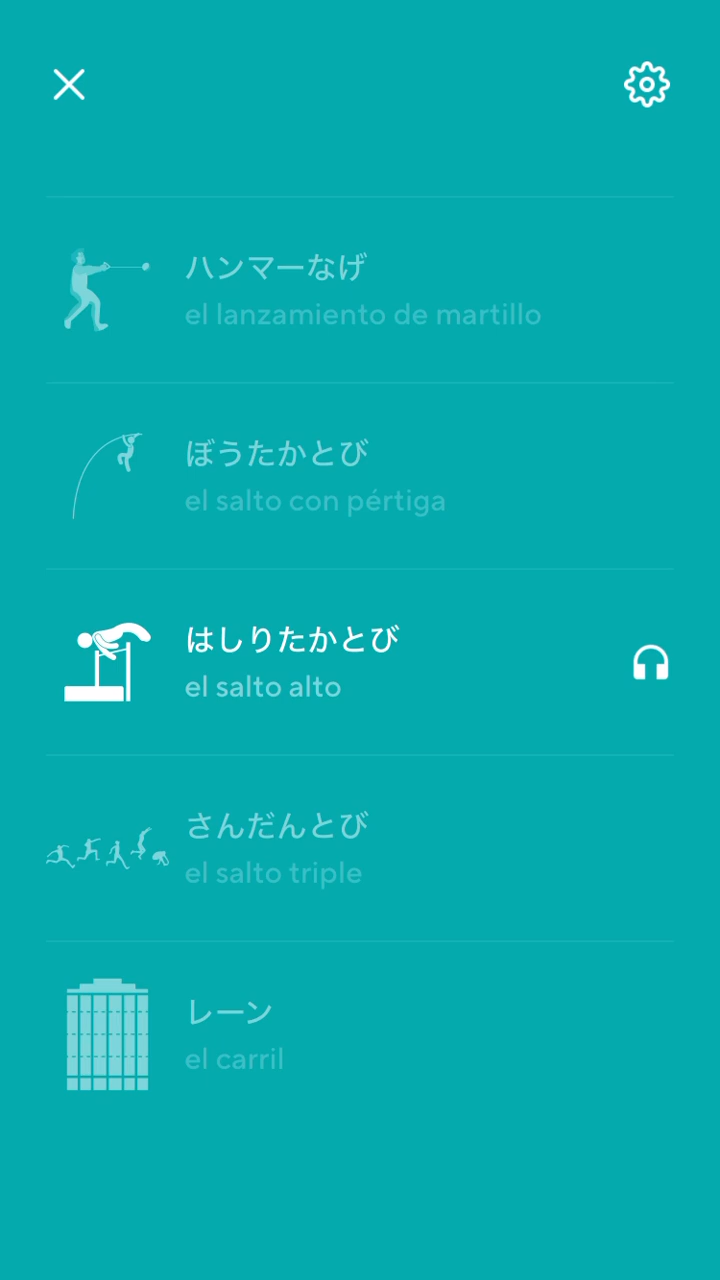 ハンマーなげ
el lanzamiento de martillo
ぼうたかとび
el salto con pértiga
はしりたかとび
el salto alto
さんだんとび
el salto triple
レーン
el carril